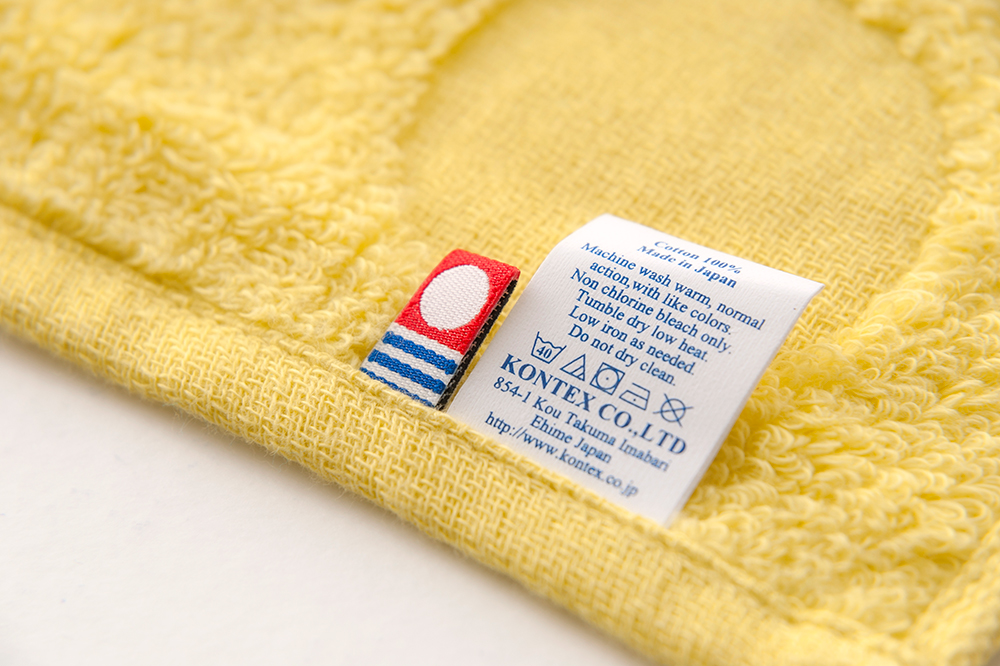 Cotton 100%
Made in Japan
Machine wash warm, normal
action,with like colors.
Non chlorine bleach only.
Tumble dry low heat.
Low iron as needed.
Do not dry clean.
40
KONTEX CO.,LTD
854-1 Kou Takuma Imabari
Ehime Japan
http://www.kontex.co.jp